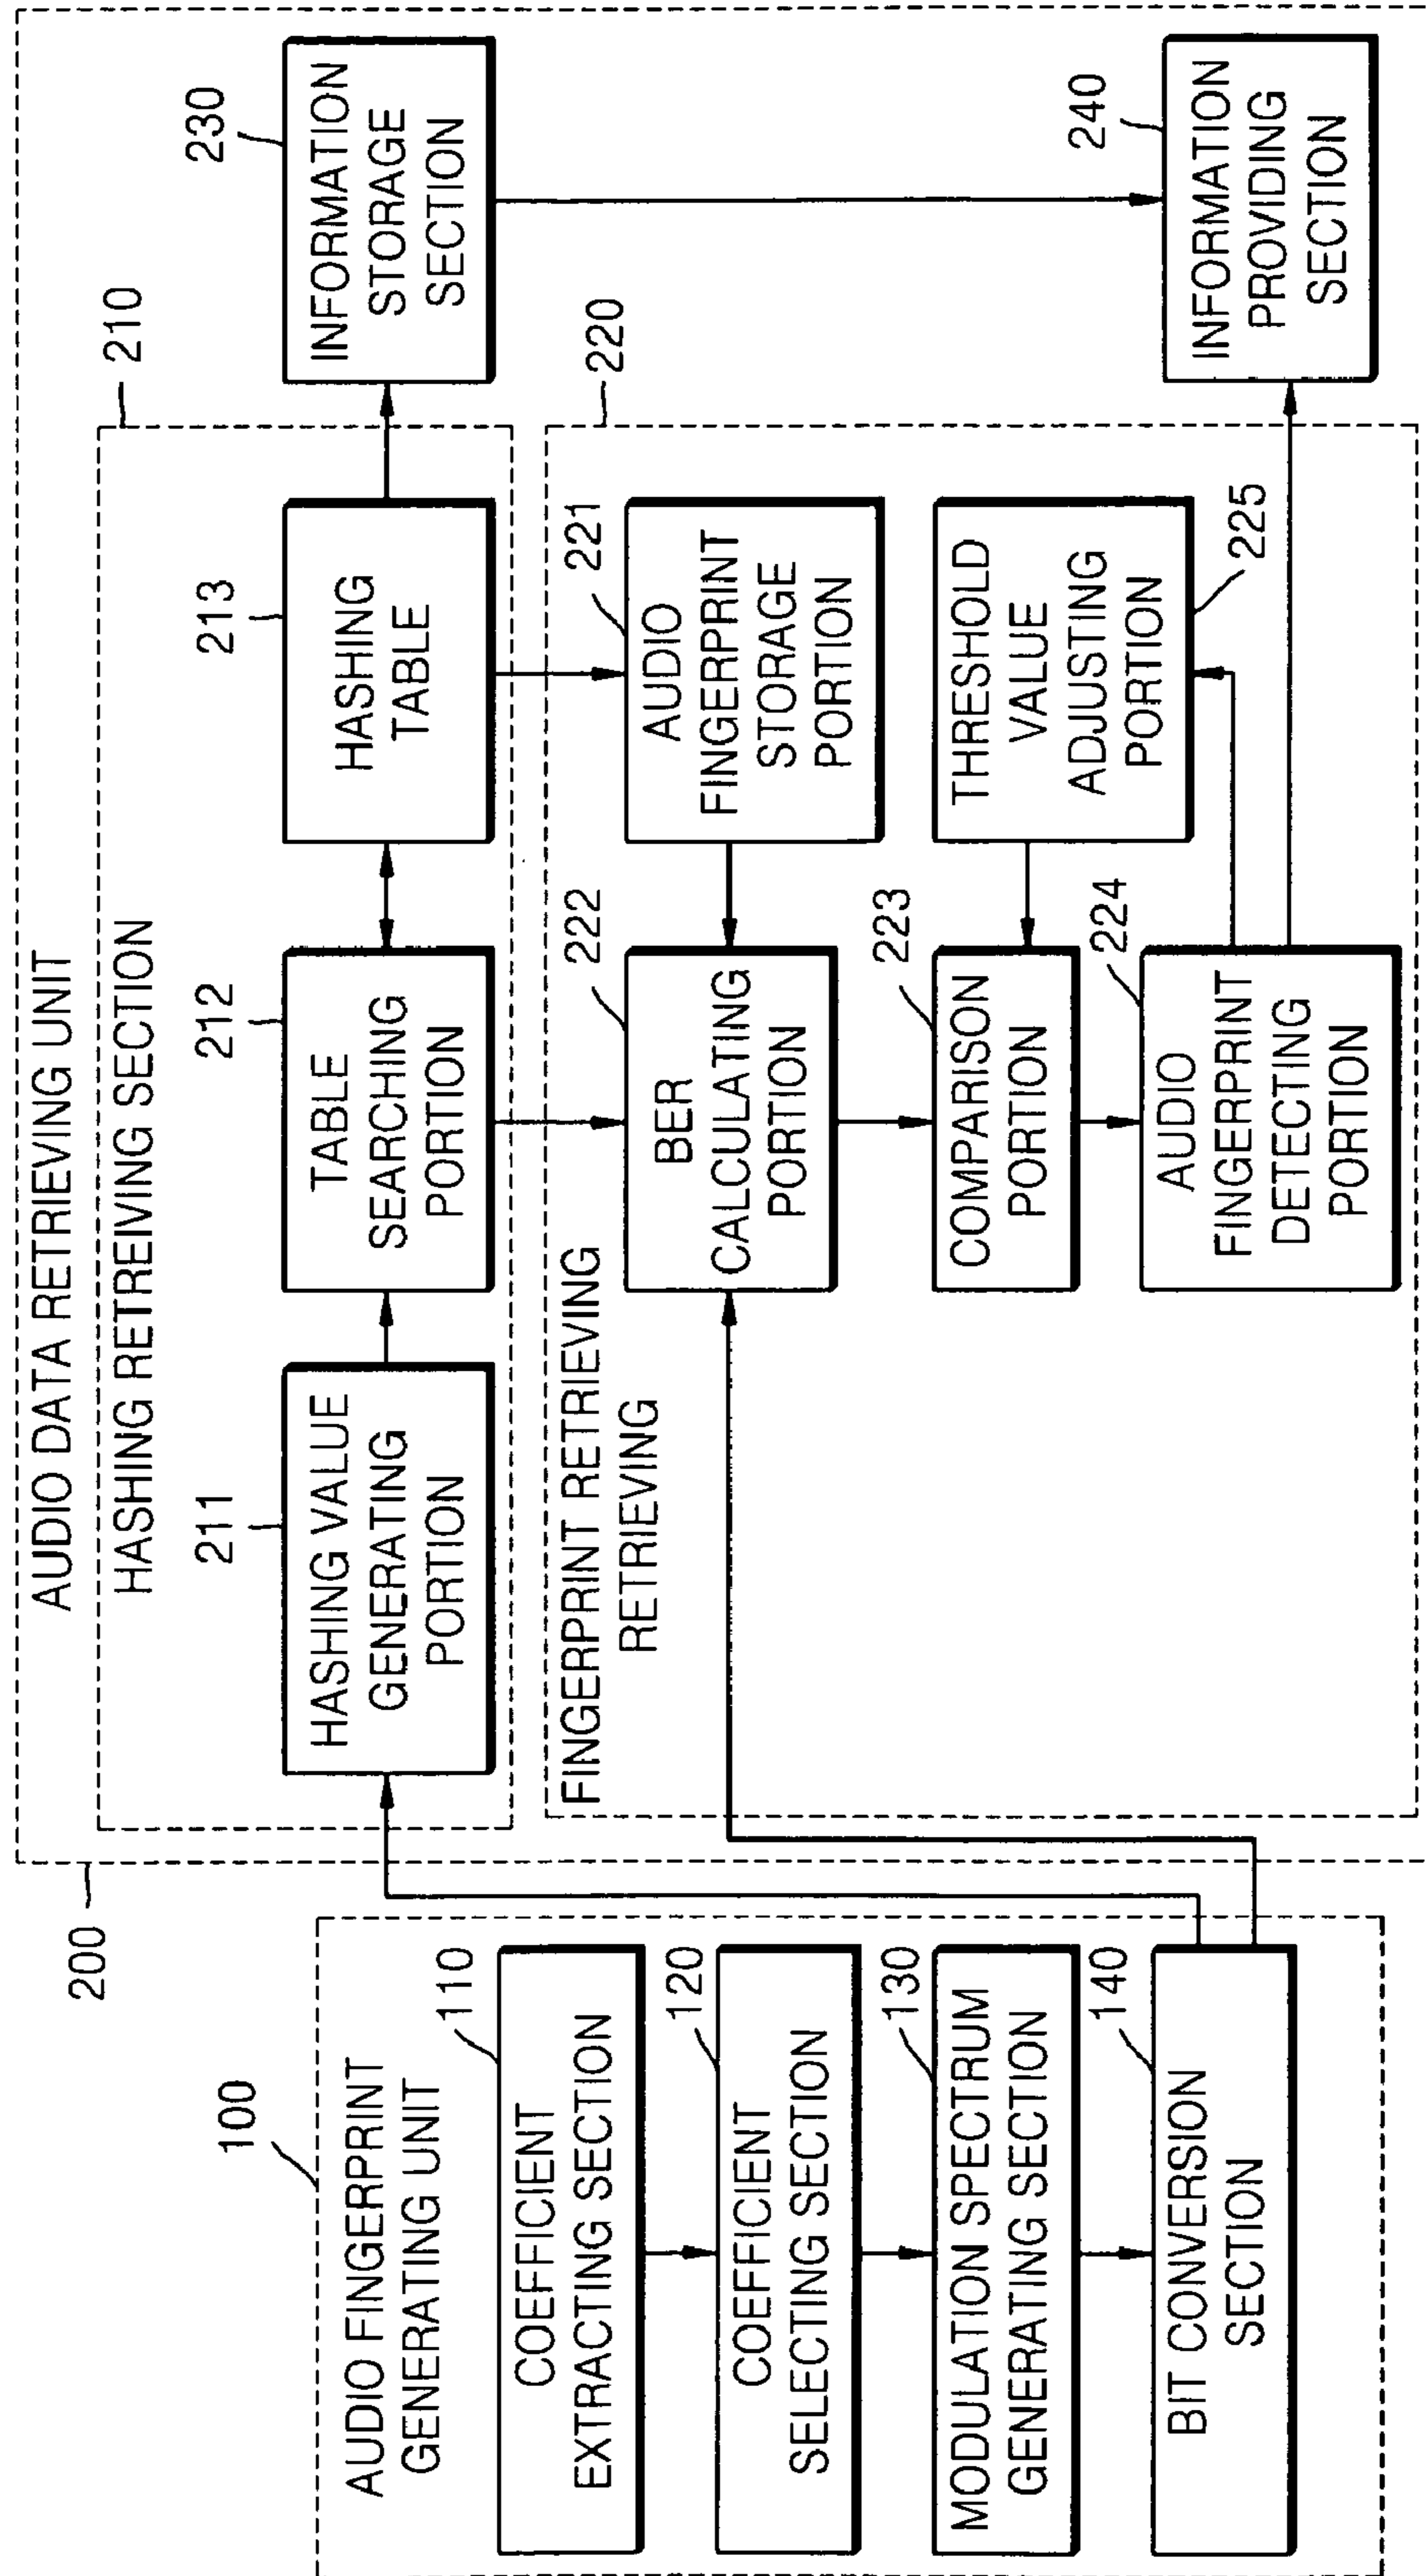 100
AUDIO FINGERPRINT
GENERATING UNIT
110
COEFFICIENT
EXTRACTING SECTION
120
COEFFICIENT
SELECTING SECTION
130
MODULATION SPECTRUM
GENERATING SECTION
140
BIT CONVERSION
SECTION
200
AUDIO DATA RETRIEVING UNIT
HASHING RETREIVING SECTION
210
211
HASHING VALUE
GENERATING
PORTION
212
TABLE
SEARCHING
PORTION
213
HASHING
TABLE
230
INFORMATION
STORAGE
SECTION
FINGERPRINT RETRIEVING
RETRIEVING
220
222
BER
CALCULATING
PORTION
221
AUDIO
FINGERPRINT
STORAGE
PORTION
223
COMPARISON
PORTION
THRESHOLD
VALUE
ADJUSTING
PORTION
225
224
AUDIO
FINGERPRINT
DETECTING
PORTION
240
INFORMATION
PROVIDING
SECTION